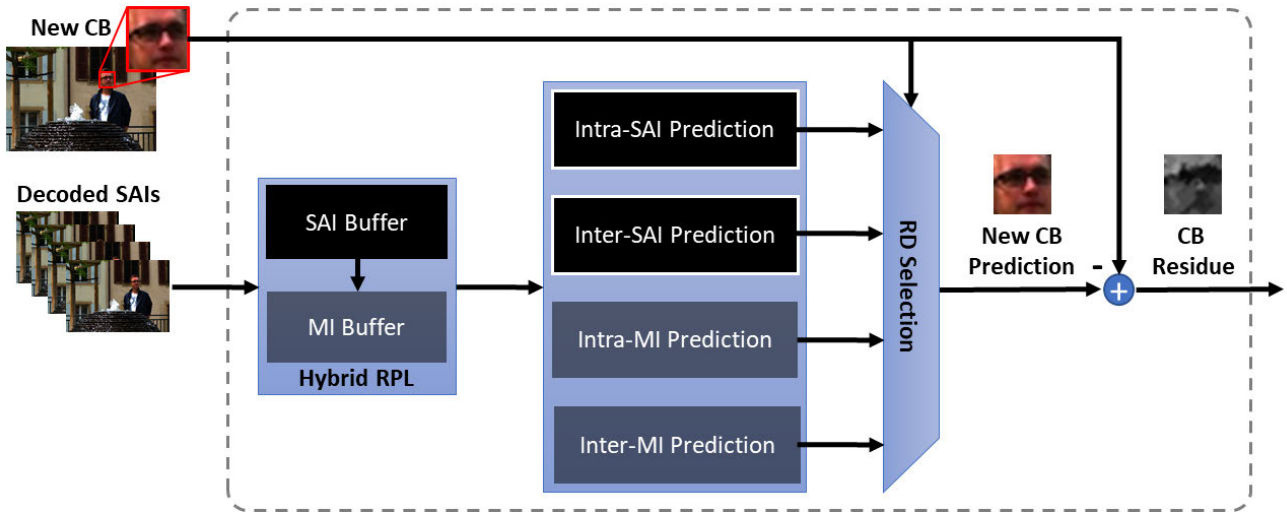 New CB
Decoded SAIs
SAI Buffer
MI Buffer
Hybrid RPL
Intra-SAI Prediction
Inter-SAI Prediction
Intra-MI Prediction
Inter-MI Prediction
RD Selection
New CB
Prediction
-
+
CB
Residue